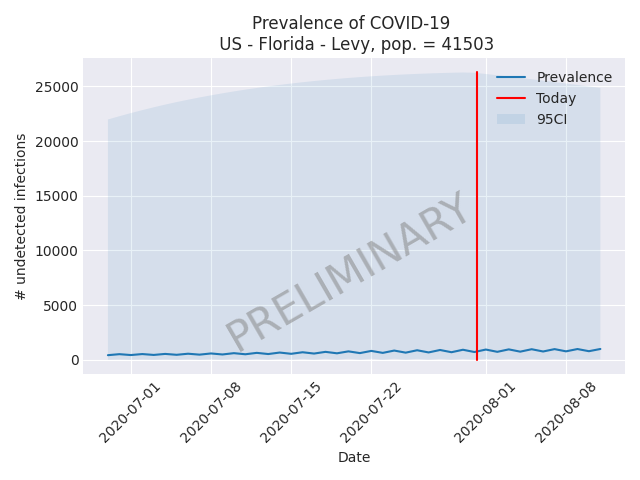 Prevalence of COVID-19
US - Florida - Levy, pop. = 41503
Prevalence
Today
95CI
25000
20000
15000
10000
5000
0
# undetected infections
PRELIMINARY
2020-07-01
2020-07-08
2020-07-15
2020-07-22
2020-08-01
2020-08-08
Date